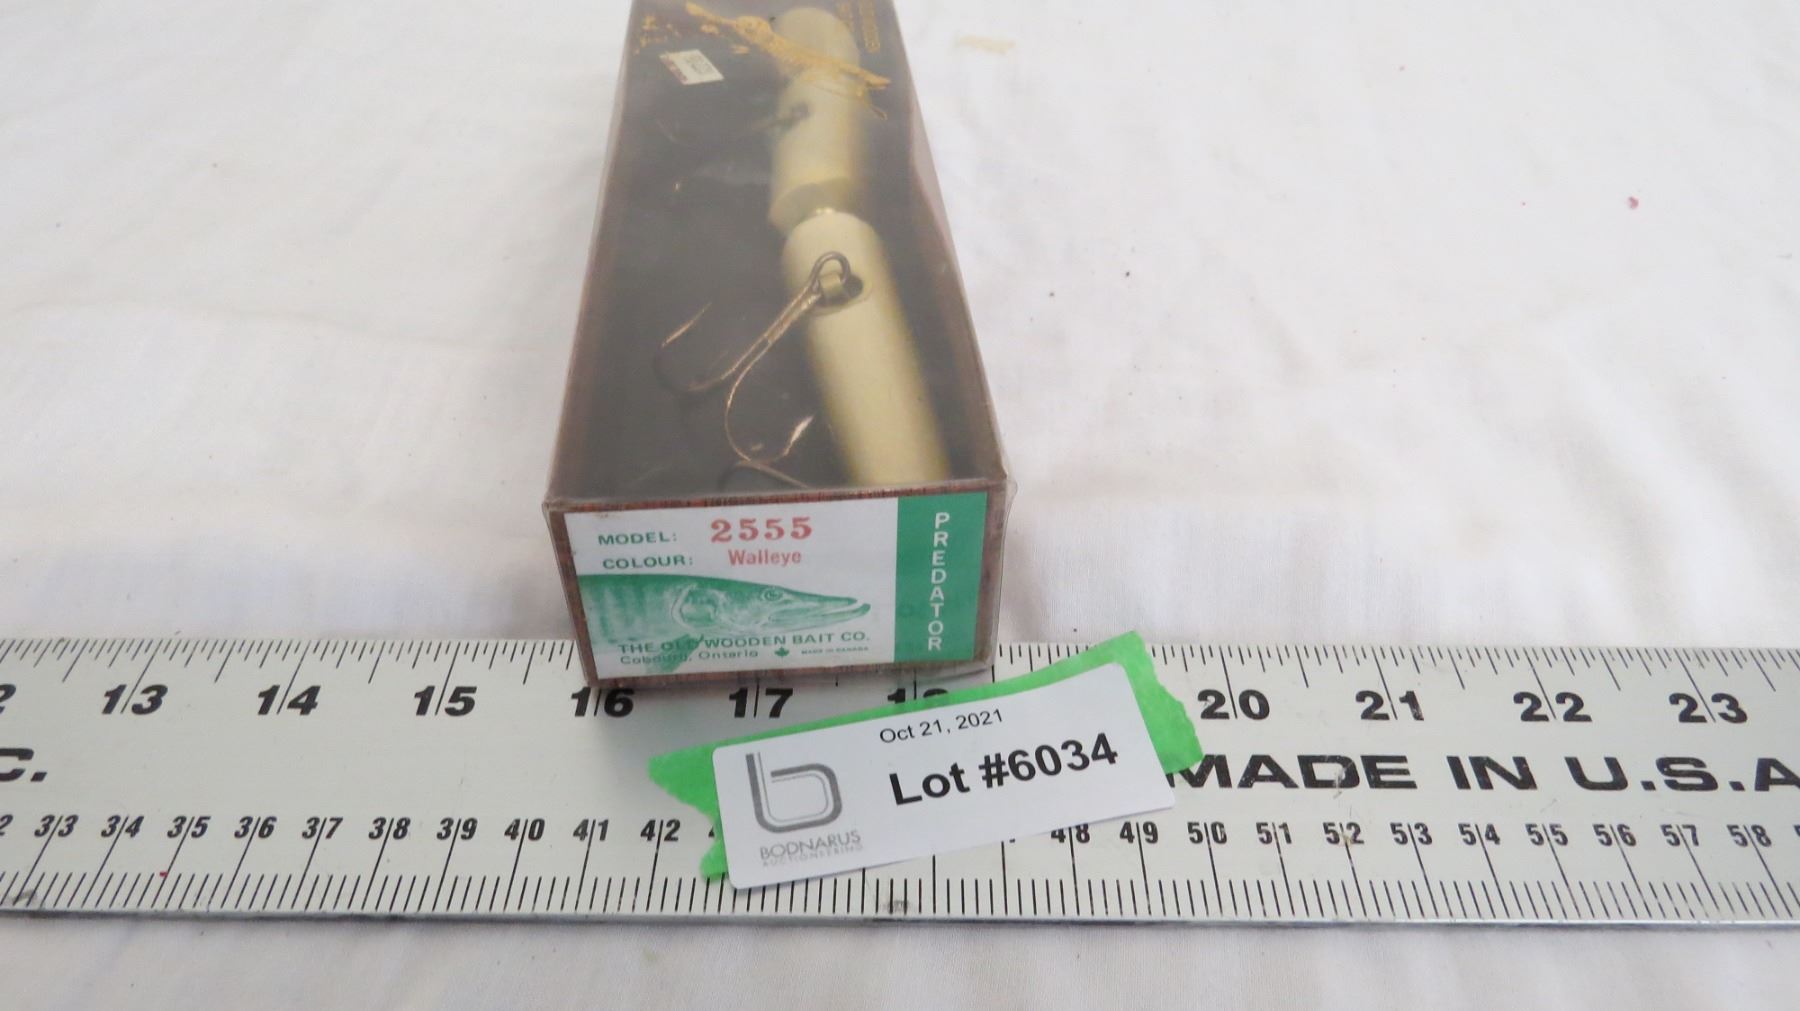 MODEL: 2555
COLOUR: Walleye
THE OLD WOODEN BAIT CO.
Cobourg, Ontario MADE IN CANADA
PREDATOR
13 14 15 16 17 18 20 21 22 23
C.
MADE IN U.S.A
33 34 35 36 37 38 39 40 41 42 48 49 50 51 52 53 54 55 56 57 58
Oct 21, 2021
Lot #6034
BODNARUS
AUCTIONEERING